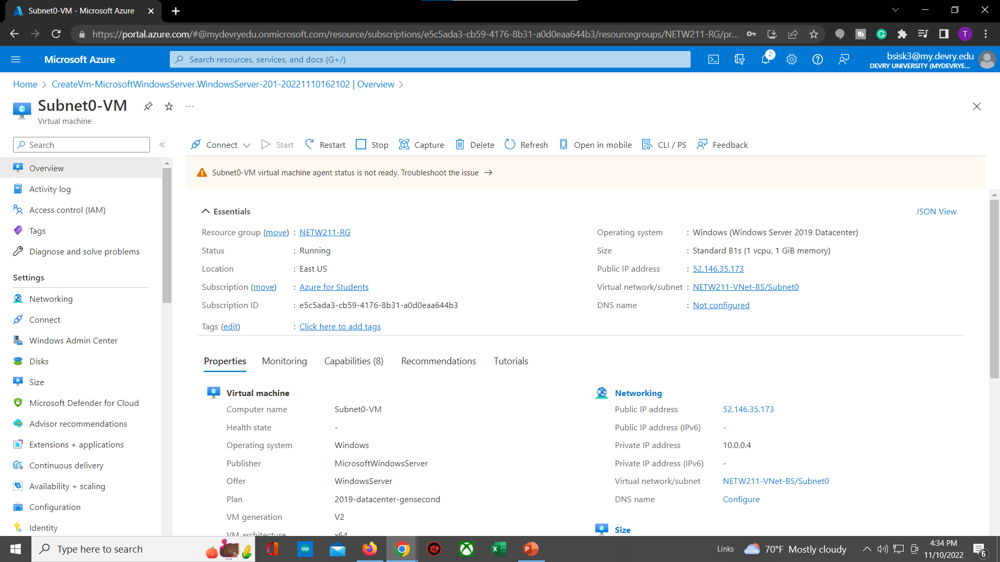 Subnet0-VM - Microsoft Azure
https://portal.azure.com/#@mydevryedu.onmicrosoft.com/resource/subscriptions/e5c5ada3-cb59-4176-8b31-a0d0eaa644b3/resourcegroups/NETW211-RG/pr...
T
Microsoft Azure
Search resources, services, and docs (G+/)
2
bsisk3@my.devry.edu
DEVRY UNIVERSITY (MYDEVRYE...
Home > CreateVm-MicrosoftWindowsServer.WindowsServer-201-20221110162102 | Overview >
Subnet0-VM
Virtual machine
Search
Connect Start Restart Stop Capture Delete Refresh Open in mobile CLI / PS Feedback
Subnet0-VM virtual machine agent status is not ready. Troubleshoot the issue →
Overview
Activity log
Access control (IAM)
Tags
Diagnose and solve problems
Settings
Networking
Connect
Windows Admin Center
Disks
Size
Microsoft Defender for Cloud
Advisor recommendations
Extensions + applications
Continuous delivery
Availability + scaling
Configuration
Identity
Essentials JSON View
Resource group (move) : NETW211-RG
Status : Running
Location : East US
Subscription (move) : Azure for Students
Subscription ID : e5c5ada3-cb59-4176-8b31-a0d0eaa644b3
Tags (edit) : Click here to add tags
Operating system : Windows (Windows Server 2019 Datacenter)
Size : Standard B1s (1 vcpu, 1 GiB memory)
Public IP address : 52.146.35.173
Virtual network/subnet : NETW211-VNet-BS/Subnet0
DNS name : Not configured
Properties Monitoring Capabilities (8) Recommendations Tutorials
Virtual machine
Computer name Subnet0-VM
Health state -
Operating system Windows
Publisher MicrosoftWindowsServer
Offer WindowsServer
Plan 2019-datacenter-gensecond
VM generation V2
VM architecture x64
Networking
Public IP address 52.146.35.173
Public IP address (IPv6) -
Private IP address 10.0.0.4
Private IP address (IPv6) -
Virtual network/subnet NETW211-VNet-BS/Subnet0
DNS name Configure
Size
Type here to search
Links
70°F Mostly cloudy
4:34 PM
11/10/2022
6